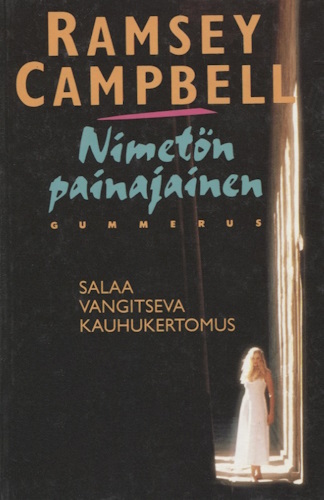 RAMSEY
CAMPBELL
Nimetön
painajainen
GUMMERUS
SALAA
VANGITSEVA
KAUHUKERTOMUS